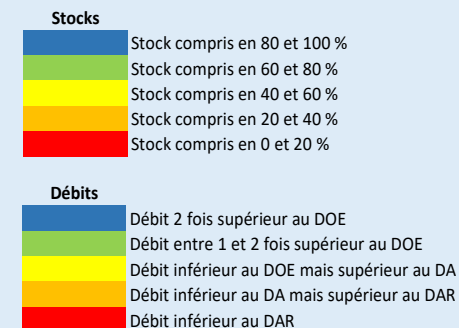 Stocks
Stock compris en 80 et 100 %
Stock compris en 60 et 80 %
Stock compris en 40 et 60 %
Stock compris en 20 et 40 %
Stock compris en 0 et 20 %
Débits
Débit 2 fois supérieur au DOE
Débit entre 1 et 2 fois supérieur au DOE
Débit inférieur au DOE mais supérieur au DA
Débit inférieur au DA mais supérieur au DAR
Débit inférieur au DAR